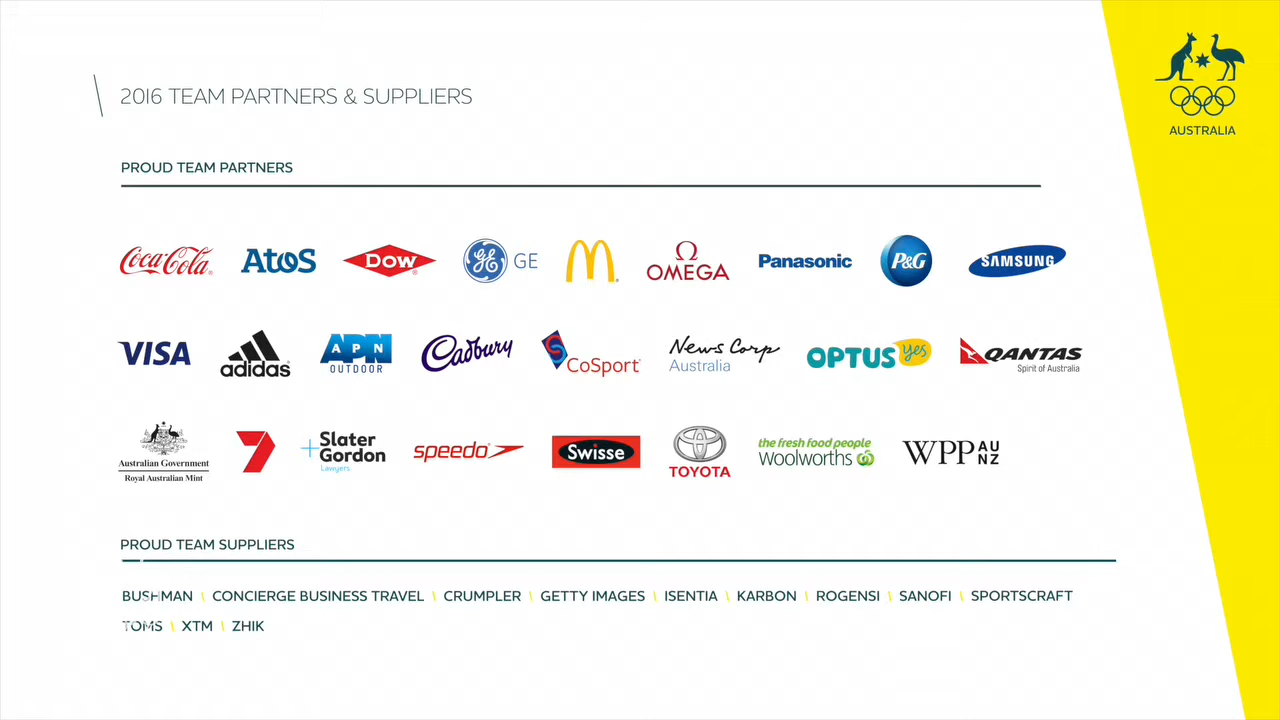 2016 TEAM PARTNERS & SUPPLIERS
AUSTRALIA
PROUD TEAM PARTNERS
Coca-Cola Atos Dow GE GE M OMEGA Panasonic P&G SAMSUNG
VISA adidas APN OUTDOOR Cadbury CoSport News Corp Australia OPTUS yes QANTAS Spirit of Australia
Australian Government Royal Australian Mint 7 Slater Gordon Lawyers speedo Swisse TOYOTA the fresh food people Woolworths WPP AU NZ
PROUD TEAM SUPPLIERS
BUSHMAN \ CONCIERGE BUSINESS TRAVEL \ CRUMPLER \ GETTY IMAGES \ ISENTIA \ KARBON \ ROGENSI \ SANOFI \ SPORTSCRAFT
TOMS \ XTM \ ZHIK